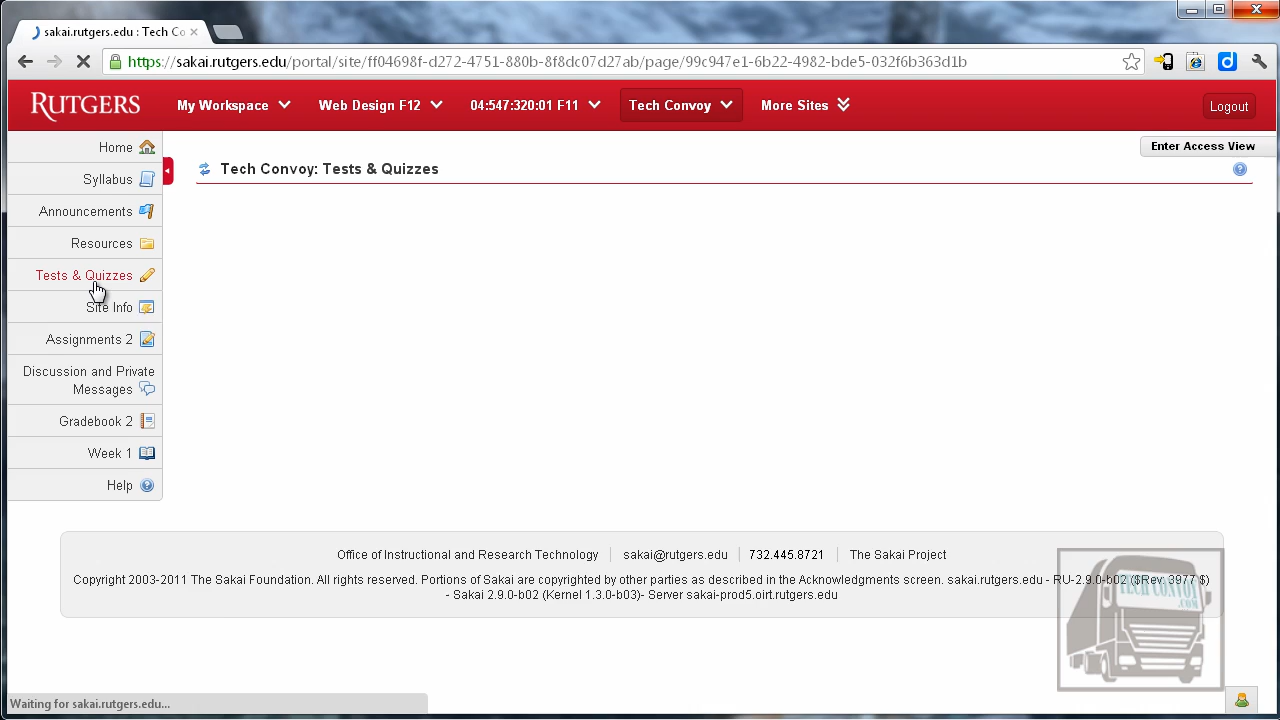 sakai.rutgers.edu : Tech Co
https://sakai.rutgers.edu/portal/site/ff04698f-d272-4751-886b-8f8dc07d27ab/page/99c947e1-6b22-4982-bde5-032f6b363d1b
RUTGERS My Workspace Web Design F12 04:547:320:01 F11 Tech Convoy More Sites Logout
Enter Access View
Home
Syllabus
Announcements
Resources
Tests & Quizzes
Site Info
Assignments 2
Discussion and Private
Messages
Gradebook 2
Week 1
Help
Tech Convoy: Tests & Quizzes
Office of Instructional and Research Technology sakai@rutgers.edu 732.445.8721 The Sakai Project
Copyright 2003-2011 The Sakai Foundation. All rights reserved. Portions of Sakai are copyrighted by other parties as described in the Acknowledgments screen. sakai.rutgers.edu - RU-2.9.0-b02 ($Rev: 3977 $)
- Sakai 2.9.0-b02 (Kernel 1.3.0-b03)- Server sakai-prod5.oirt.rutgers.edu
TECH CONVOY
.COM
Waiting for sakai.rutgers.edu...